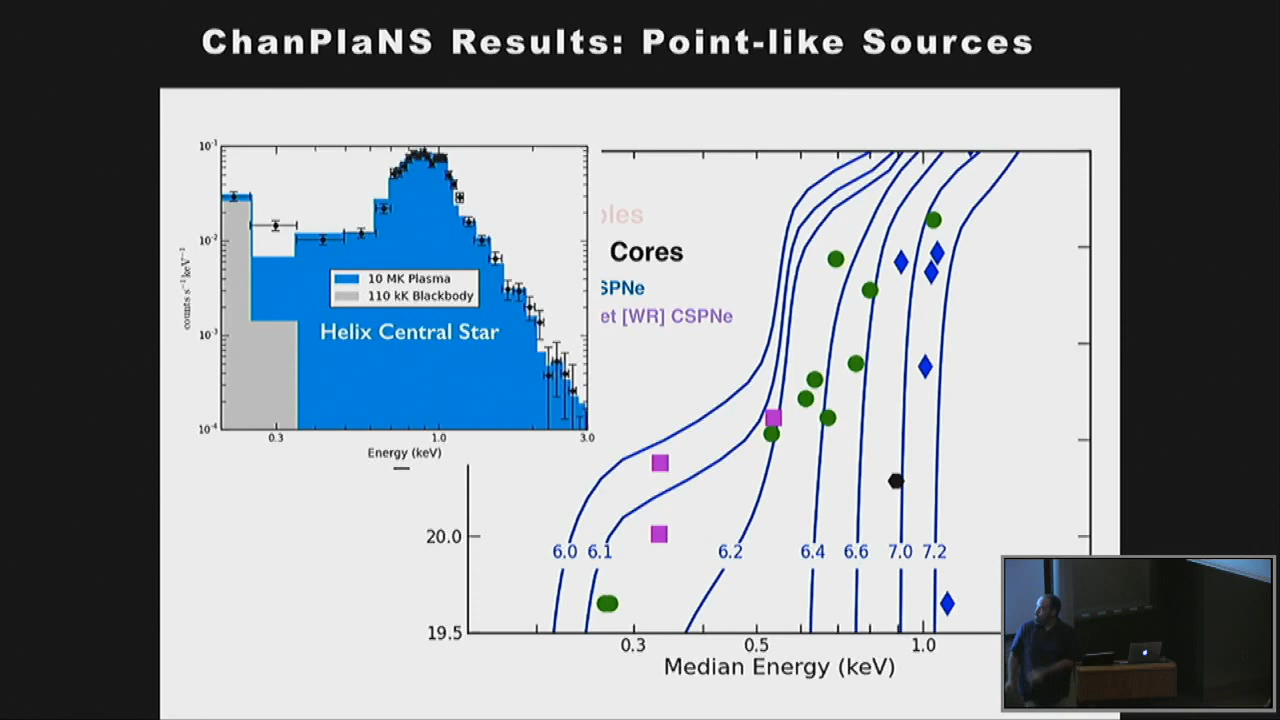 ChanPlaNS Results: Point-like Sources
10⁻¹
10⁻²
10⁻³
10⁻⁴
counts s⁻¹ keV⁻¹
10 MK Plasma
110 kK Blackbody
Helix Central Star
0.3 1.0 3.0
Energy (keV)
Cores
SPNe
et [WR] CSPNe
20.0
19.5
6.0 6.1 6.2 6.4 6.6 7.0 7.2
0.3 0.5 1.0
Median Energy (keV)